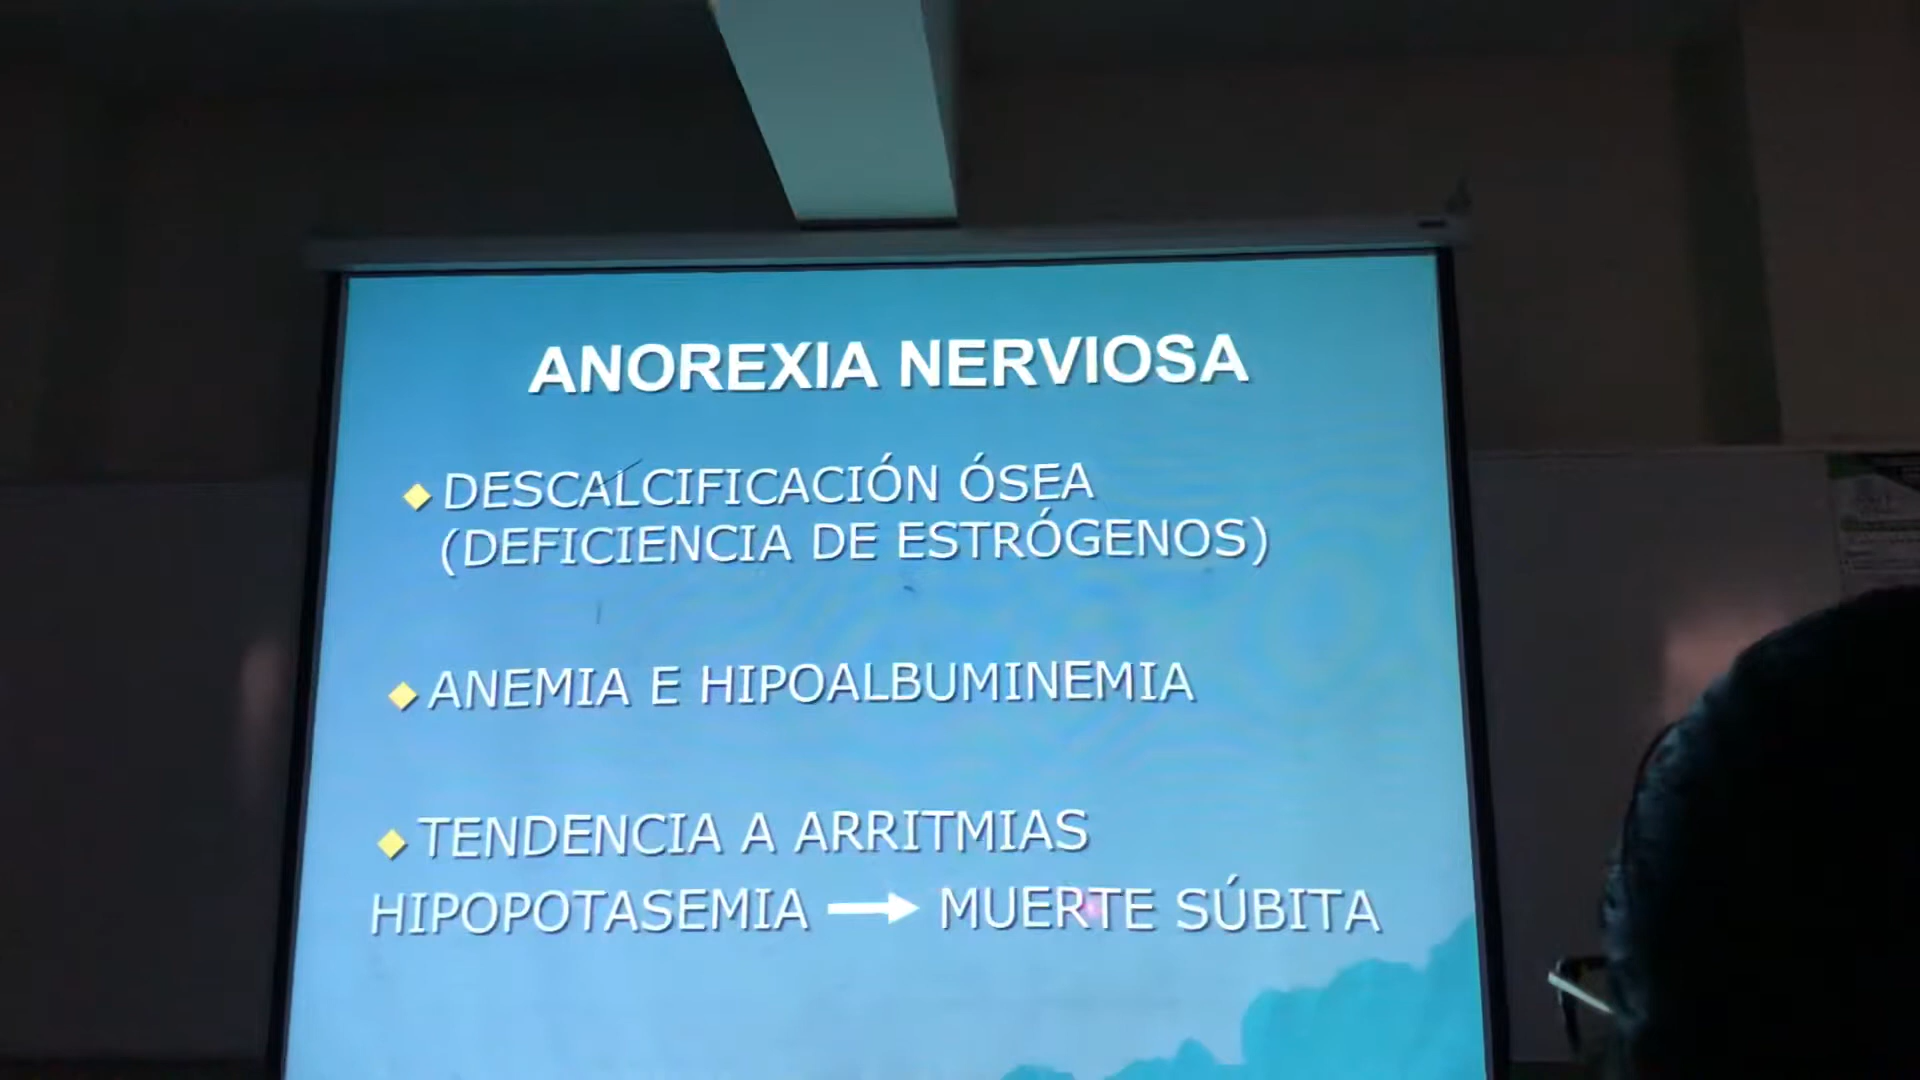 ANOREXIA NERVIOSA
DESCALCIFICACIÓN ÓSEA
(DEFICIENCIA DE ESTRÓGENOS)
ANEMIA E HIPOALBUMINEMIA
TENDENCIA A ARRITMIAS
HIPOPOTASEMIA → MUERTE SÚBITA